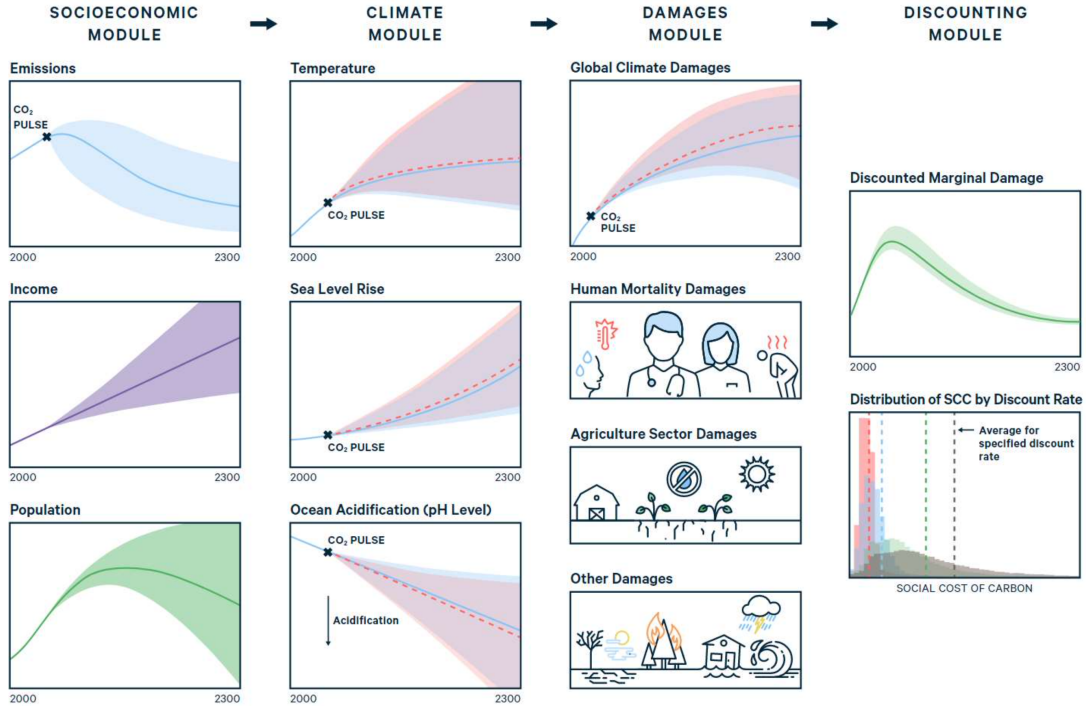 SOCIOECONOMIC
MODULE
CLIMATE
MODULE
DAMAGES
MODULE
DISCOUNTING
MODULE
Emissions
CO₂
PULSE
2000
2300
Income
2000
2300
Population
2000
2300
Temperature
CO₂ PULSE
2000
2300
Sea Level Rise
CO₂ PULSE
2000
2300
Ocean Acidification (pH Level)
CO₂ PULSE
Acidification
2000
2300
Global Climate Damages
CO₂
PULSE
2000
2300
Human Mortality Damages
Agriculture Sector Damages
Other Damages
Discounted Marginal Damage
2000
2300
Distribution of SCC by Discount Rate
Average for
specified discount
rate
SOCIAL COST OF CARBON